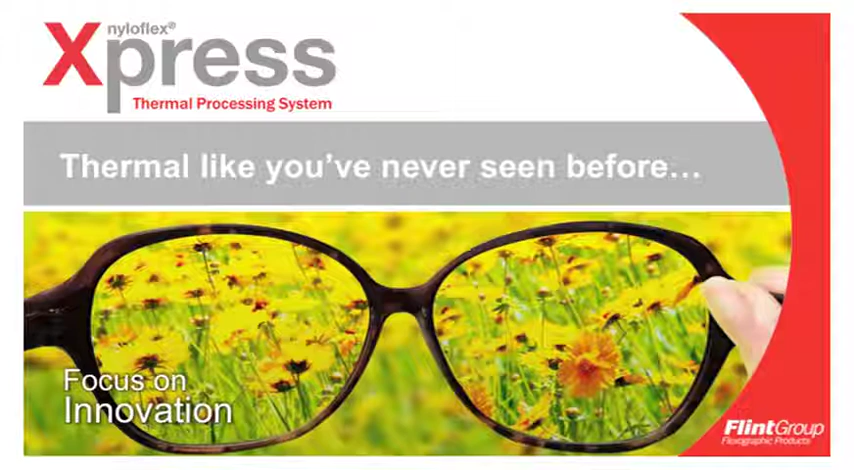 nyloflex®
Xpress
Thermal Processing System
Thermal like you've never seen before...
Focus on
Innovation
FlintGroup
Flexographic Products